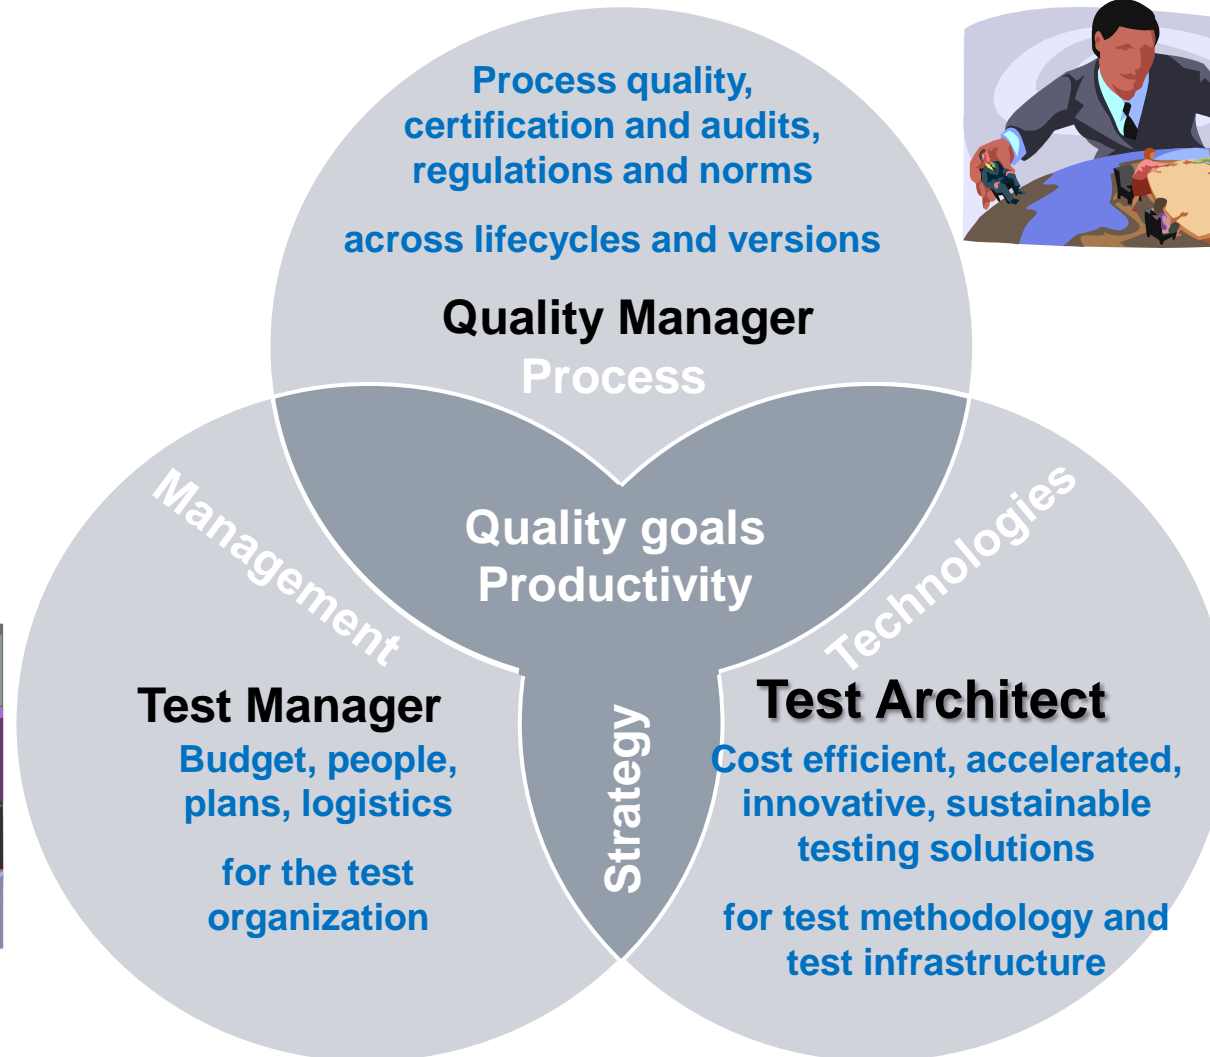 Process quality,
certification and audits,
regulations and norms
across lifecycles and versions
Quality Manager
Process
Management
Technologies
Quality goals
Productivity
Strategy
Test Manager
Budget, people,
plans, logistics
for the test
organization
Test Architect
Cost efficient, accelerated,
innovative, sustainable
testing solutions
for test methodology and
test infrastructure